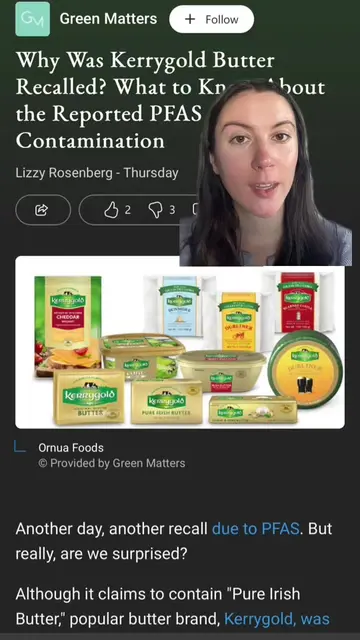 GM
Green Matters
+ Follow
Why Was Kerrygold Butter
Recalled? What to Kn About
the Reported PFAS
Contamination
Lizzy Rosenberg - Thursday
2
3
Kerrygold
CHEDDAR
Kerrygold
Kerrygold
Kerrygold
DUBLINER
Kerrygold
Kerrygold
Kerrygold
DUBLINER
Kerrygold
BUTTER
Kerrygold
PURE IRISH BUTTER
Kerrygold
Ornua Foods
© Provided by Green Matters
Another day, another recall due to PFAS. But
really, are we surprised?
Although it claims to contain "Pure Irish
Butter," popular butter brand, Kerrygold, was